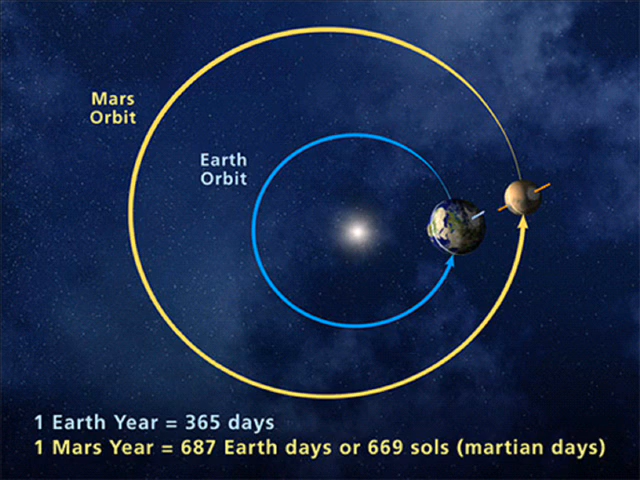 Mars
Orbit
Earth
Orbit
1 Earth Year = 365 days
1 Mars Year = 687 Earth days or 669 sols (martian days)